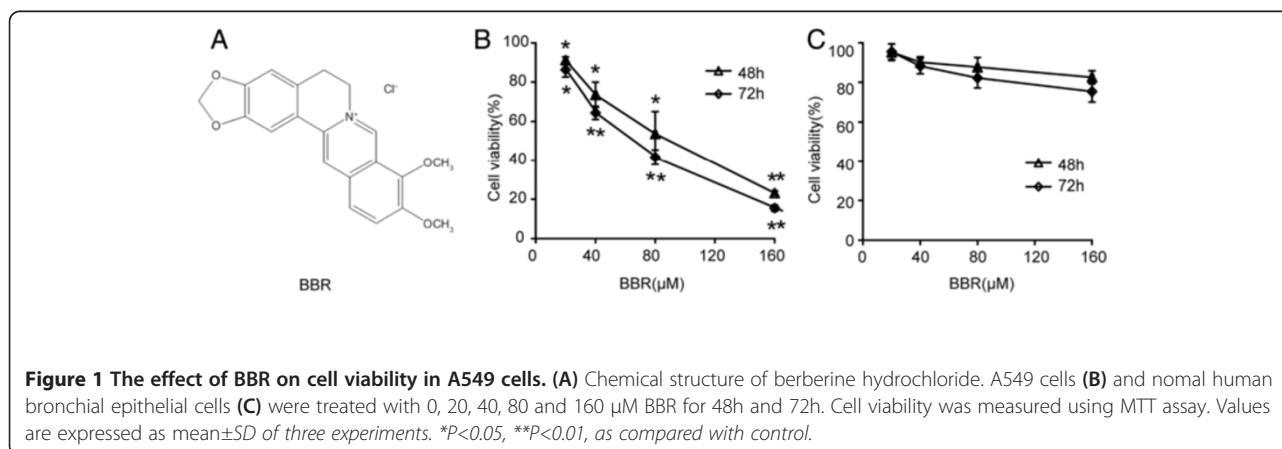 A
O
O
N+
Cl-
OCH3
OCH3
BBR
B
100
80
60
40
20
0
Cell viability(%)
*
*
*
**
*
**
**
**
48h
72h
0 40 80 120 160
BBR(µM)
C
100
80
60
40
20
0
Cell viability(%)
48h
72h
0 40 80 120 160
BBR(µM)
Figure 1 The effect of BBR on cell viability in A549 cells. (A) Chemical structure of berberine hydrochloride. A549 cells (B) and nomal human
bronchial epithelial cells (C) were treated with 0, 20, 40, 80 and 160 µM BBR for 48h and 72h. Cell viability was measured using MTT assay. Values
are expressed as mean±SD of three experiments. *P<0.05, **P<0.01, as compared with control.